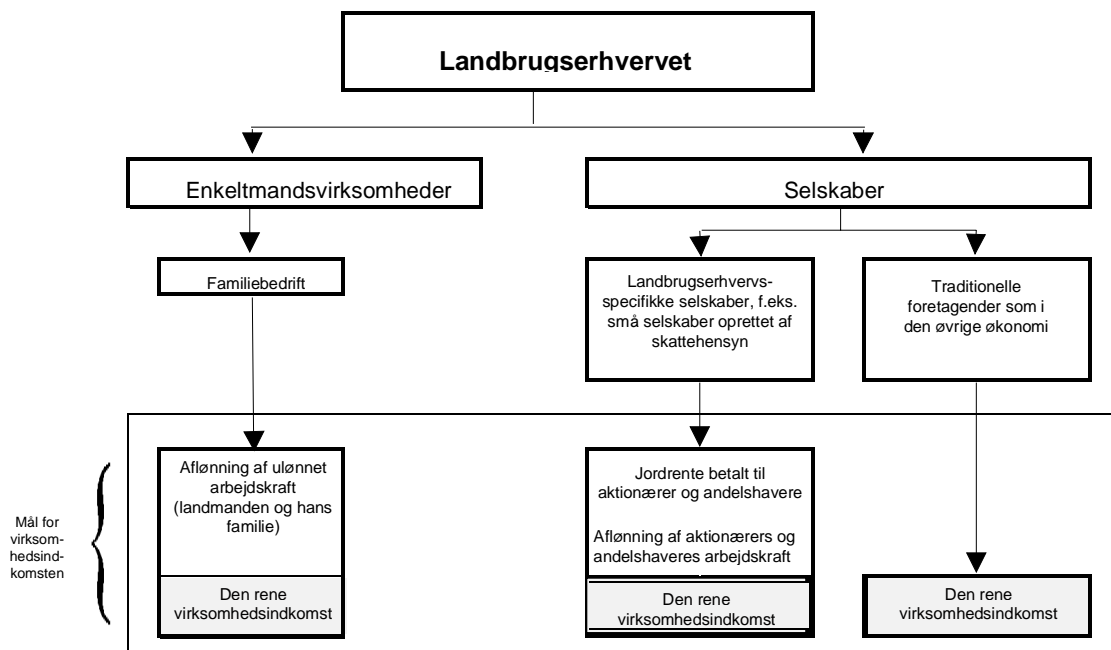 Landbrugserhvervet
Enkeltmandsvirksomheder
Selskaber
Familiebedrift
Landbrugserhvervs-
specifikke selskaber, f.eks.
små selskaber oprettet af
skattehensyn
Traditionelle
foretagender som i
den øvrige økonomi
Mål for
virksom-
hedsind-
komsten
Aflønning af ulønnet
arbejdskraft
(landmanden og hans
familie)
Den rene
virksomhedsindkomst
Jordrente betalt til
aktionærer og andelshavere
Aflønning af aktionærers og
andelshaveres arbejdskraft
Den rene
virksomhedsindkomst
Den rene
virksomhedsindkomst